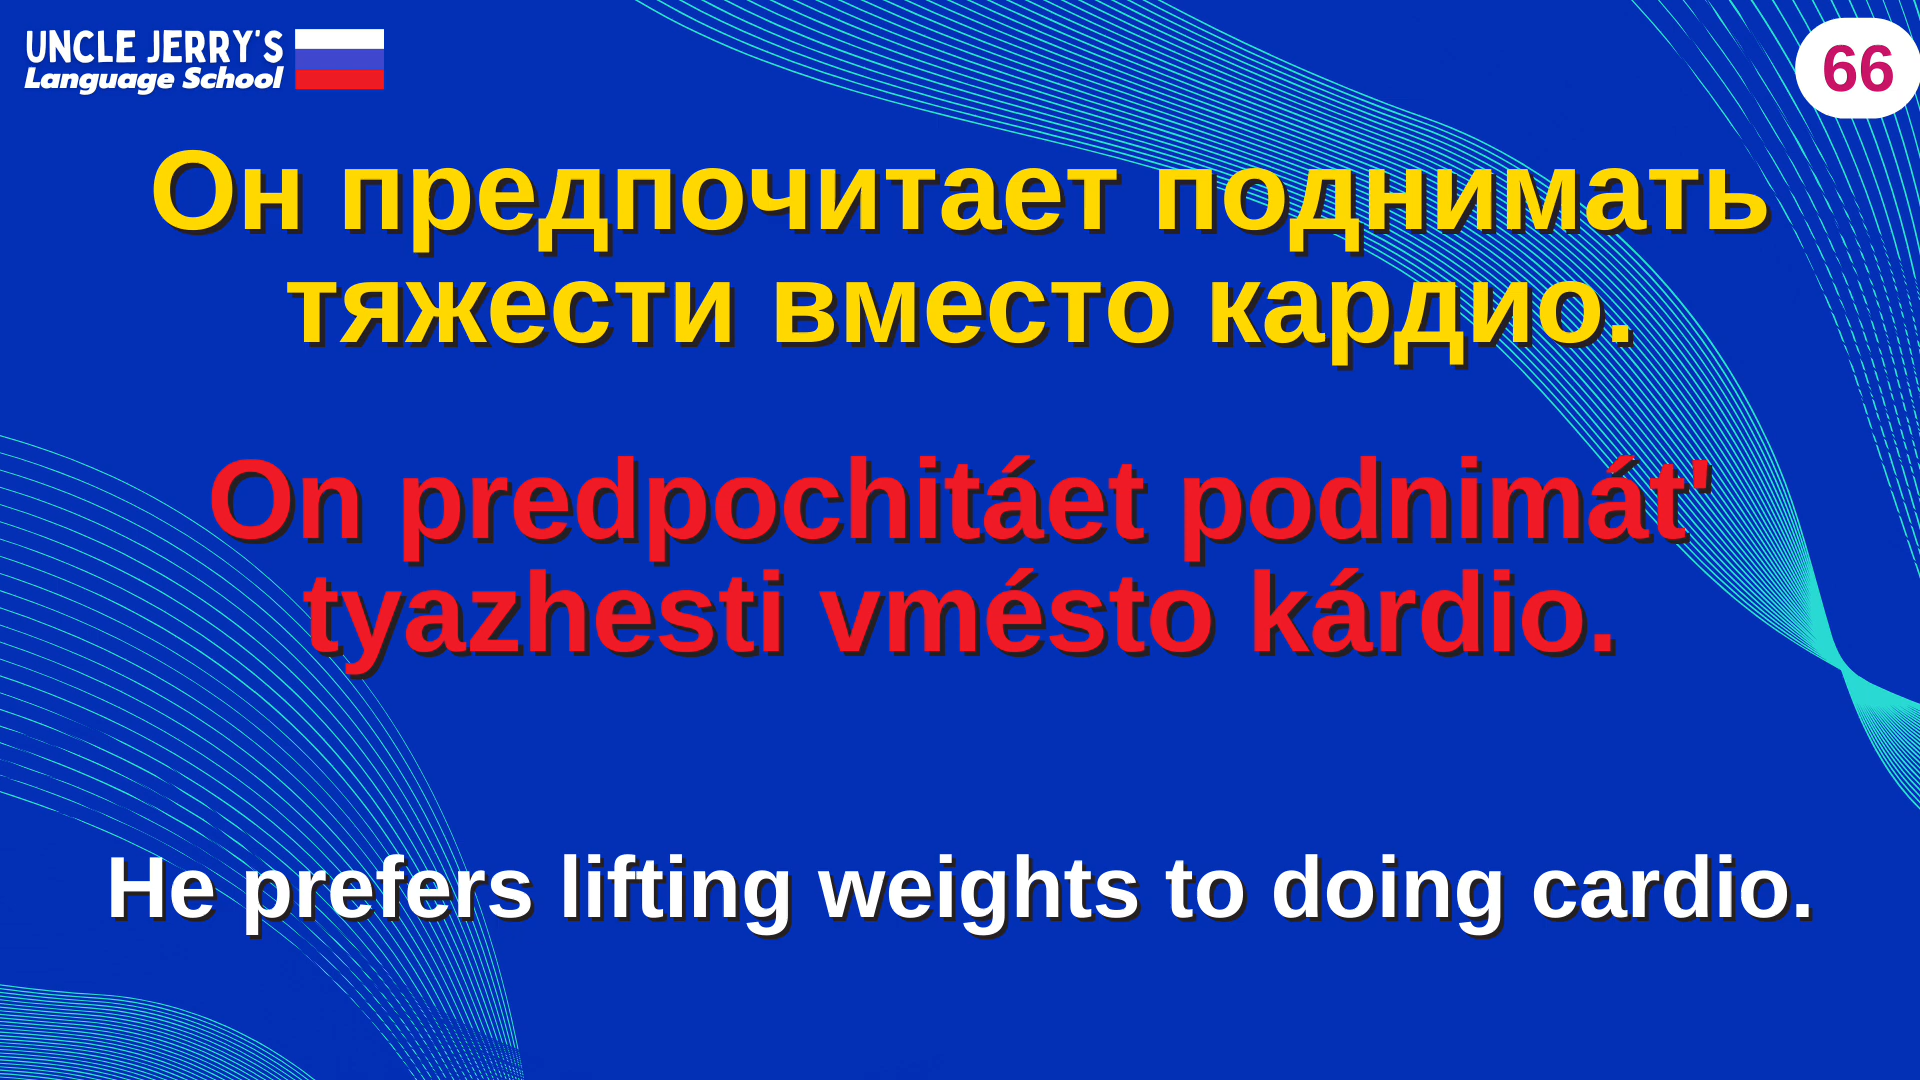 UNCLE JERRY'S
Language School
66
Он предпочитает поднимать
тяжести вместо кардио.
On predpochitáet podnimát'
tyazhesti vmésto kárdio.
He prefers lifting weights to doing cardio.